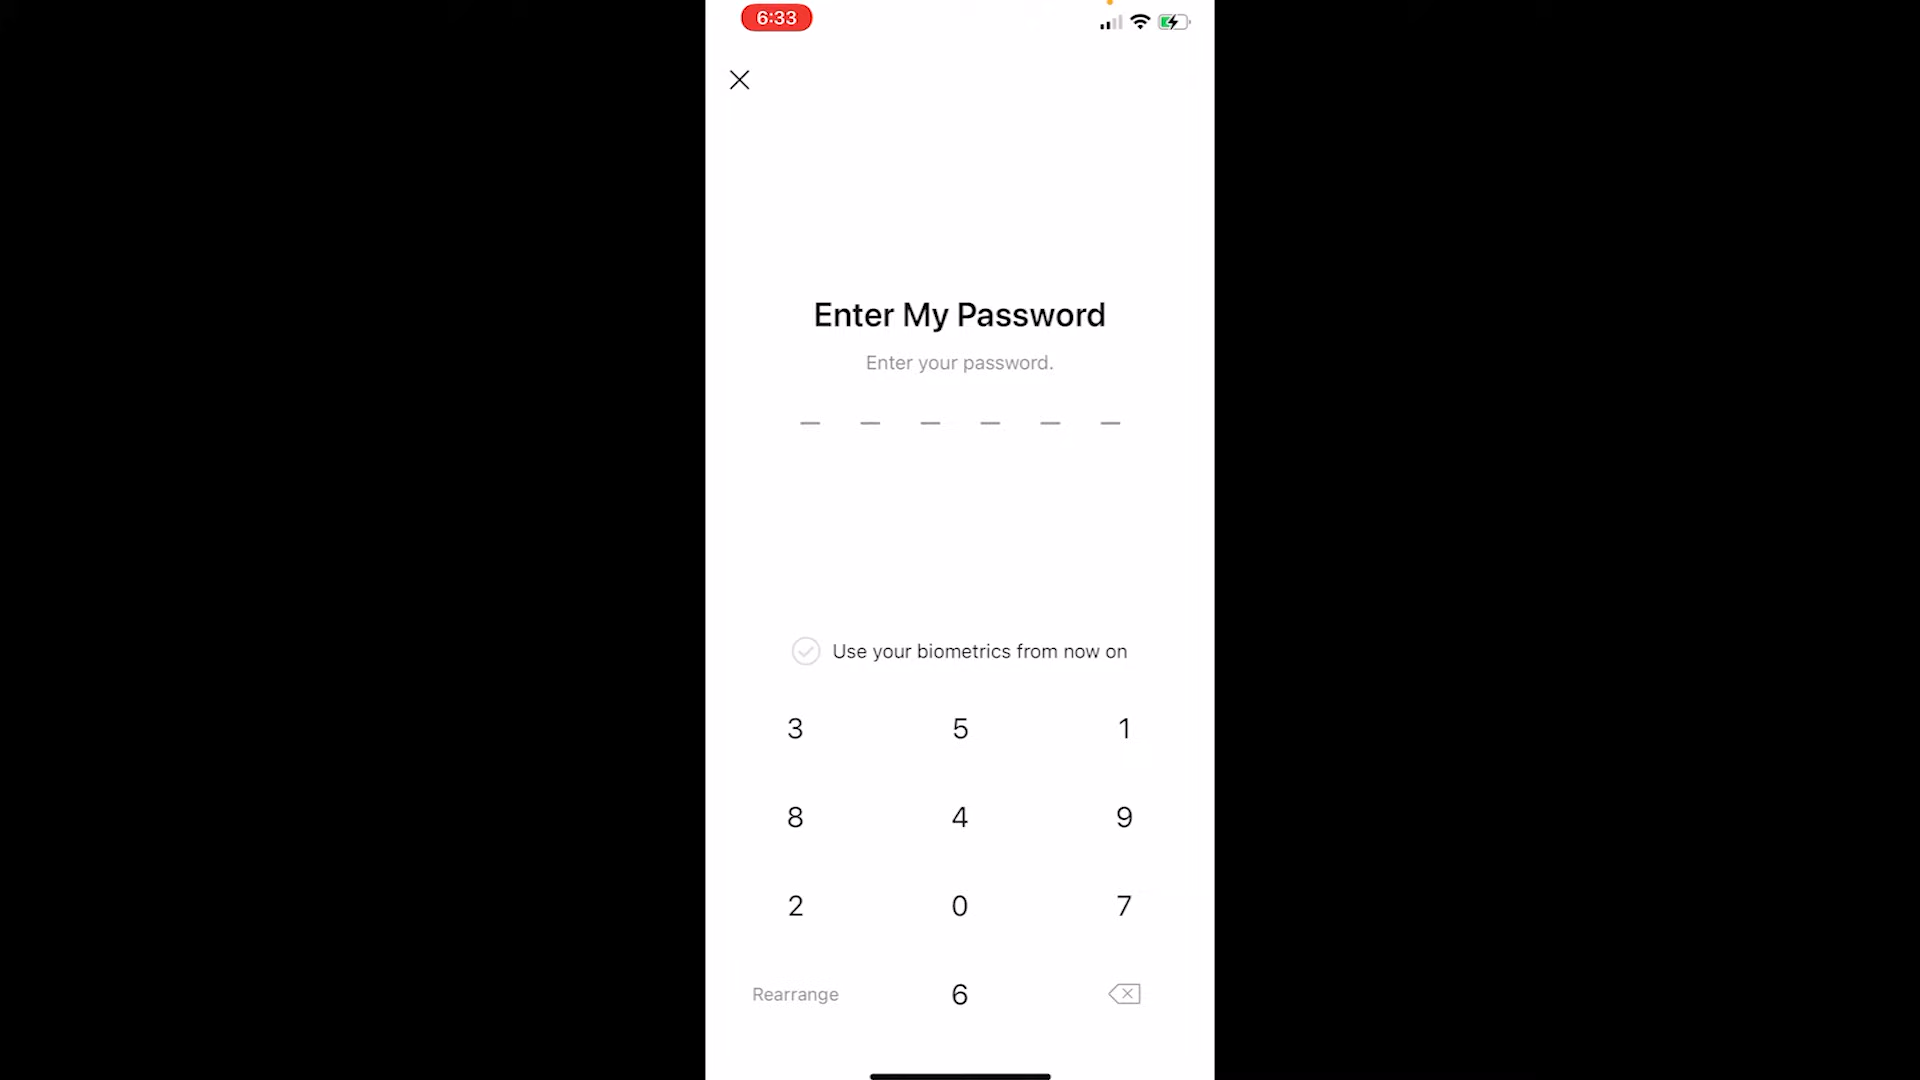 6:33
Enter My Password
Enter your password.
Use your biometrics from now on
3 5 1
8 4 9
2 0 7
Rearrange 6